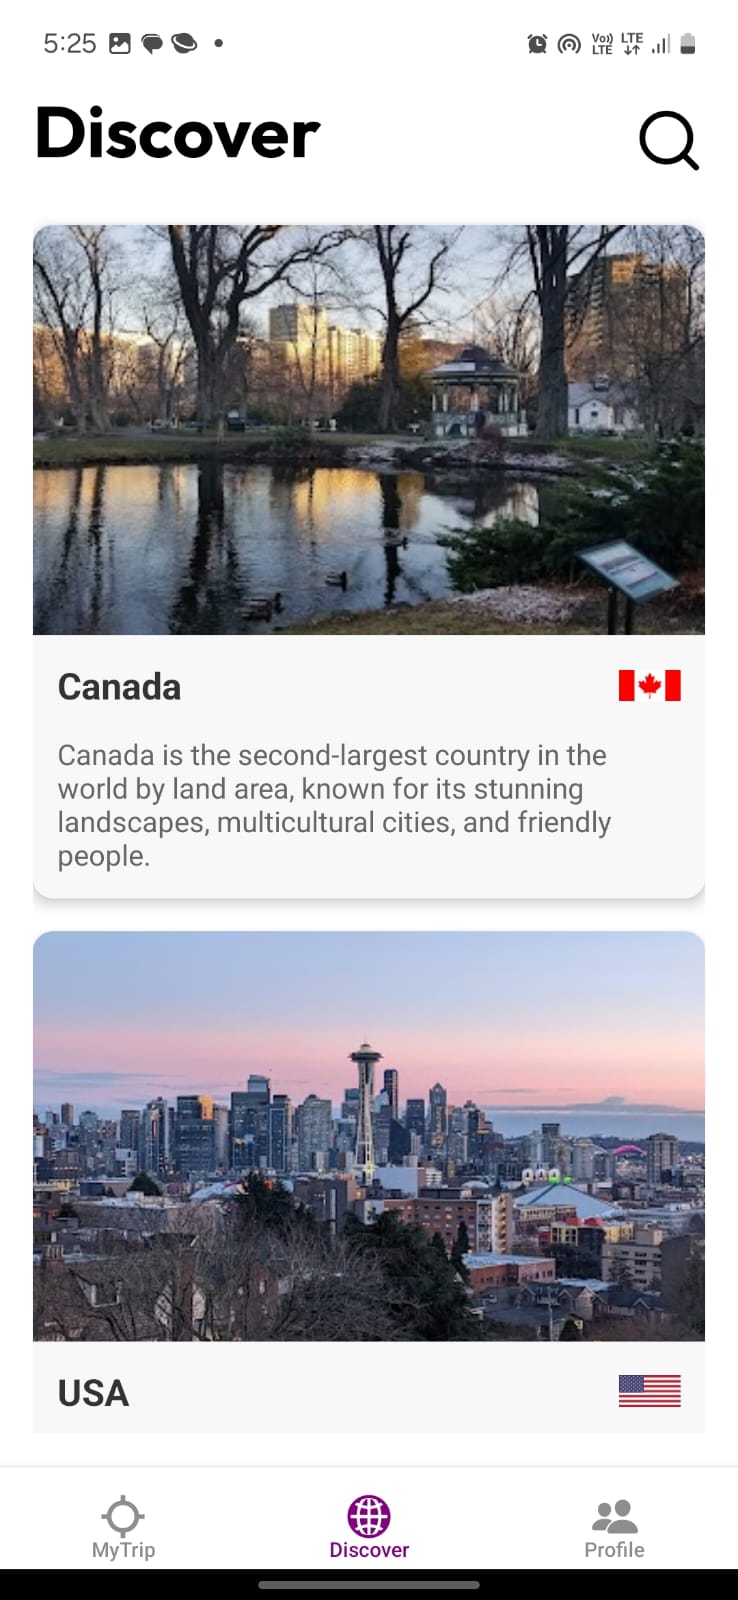 5:25
Vo))
LTE
LTE
Discover
Canada
Canada is the second-largest country in the
world by land area, known for its stunning
landscapes, multicultural cities, and friendly
people.
USA
MyTrip
Discover
Profile